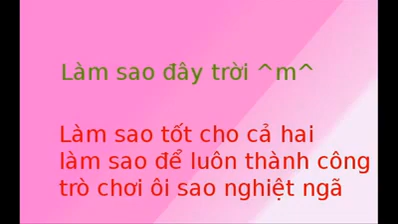 Làm sao đây trời ^m^
Làm sao tốt cho cả hai
làm sao để luôn thành công
trò chơi ôi sao nghiệt ngã